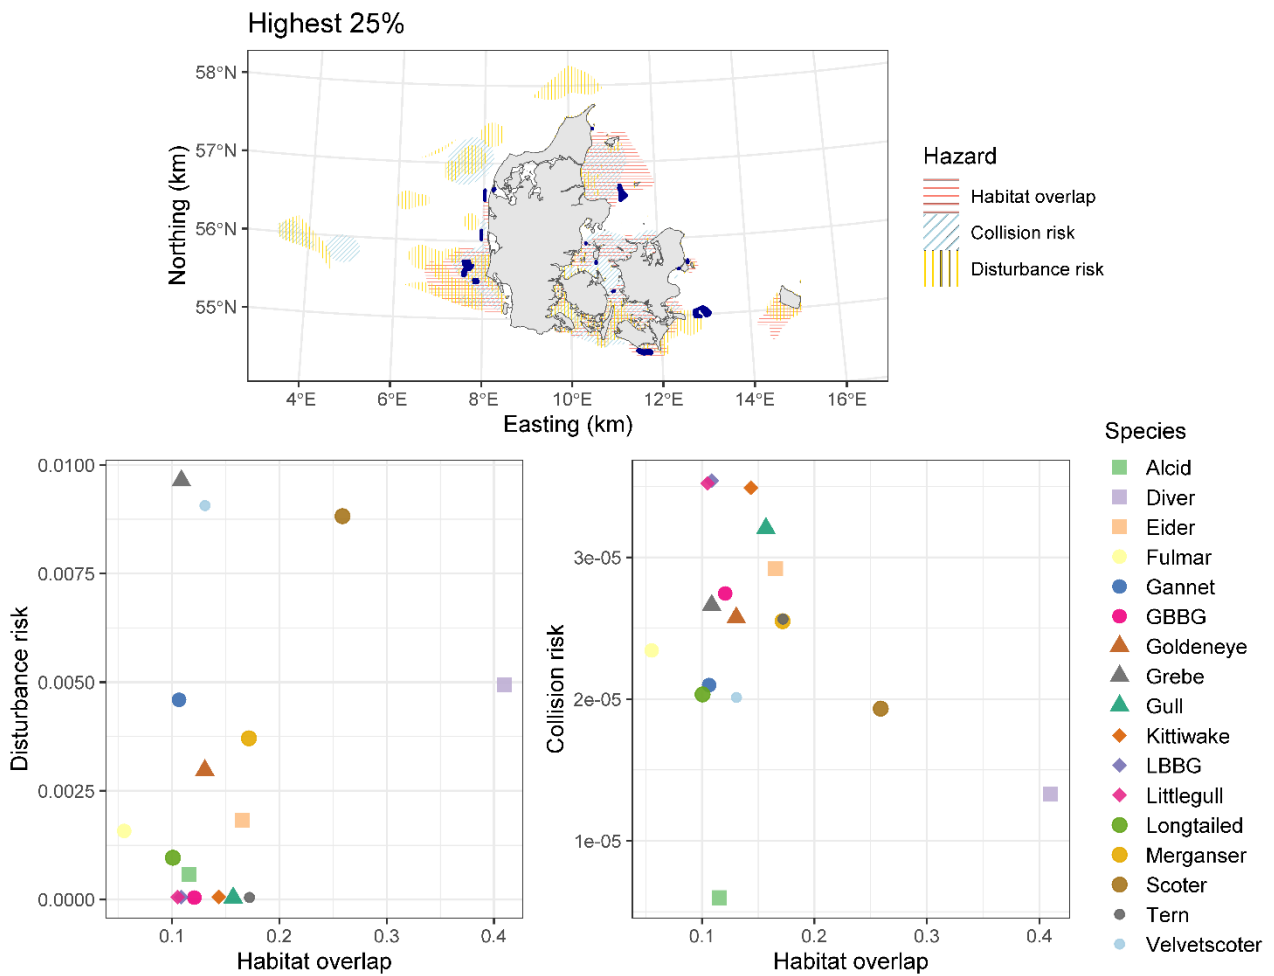 Highest 25%
58°N
57°N
56°N
55°N
Northing (km)
4°E 6°E 8°E 10°E 12°E 14°E 16°E
Easting (km)
Hazard
Habitat overlap
Collision risk
Disturbance risk
0.0100
0.0075
0.0050
0.0025
0.0000
Disturbance risk
0.1 0.2 0.3 0.4
Habitat overlap
3e-05
2e-05
1e-05
Collision risk
0.1 0.2 0.3 0.4
Habitat overlap
Species
Alcid
Diver
Eider
Fulmar
Gannet
GBBG
Goldeneye
Grebe
Gull
Kittiwake
LBBG
Littlegull
Longtailed
Merganser
Scoter
Tern
Velvetscoter